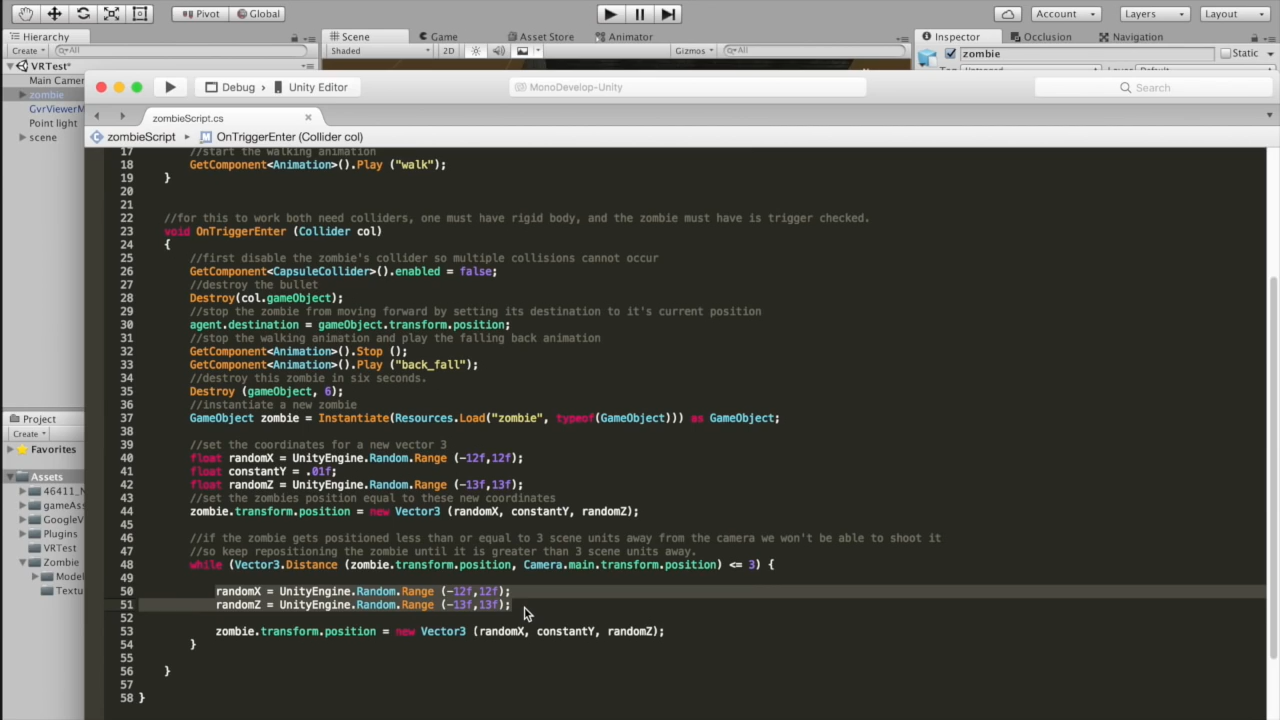 Pivot Global Account Layers Layout
Hierarchy Scene Game Asset Store Animator Inspector Occlusion Navigation
Create All Shaded 2D Gizmos All zombie Static
VRTest*
Main Camer
zombie
GvrViewerM
Point light
scene
Debug › Unity Editor MonoDevelop-Unity Search
zombieScript.cs
zombieScript OnTriggerEnter (Collider col)
17 //start the walking animation
18 GetComponent<Animation>().Play ("walk");
19 }
20
21
22 //for this to work both need colliders, one must have rigid body, and the zombie must have is trigger checked.
23 void OnTriggerEnter (Collider col)
24 {
25 //first disable the zombie's collider so multiple collisions cannot occur
26 GetComponent<CapsuleCollider>().enabled = false;
27 //destroy the bullet
28 Destroy(col.gameObject);
29 //stop the zombie from moving forward by setting its destination to it's current position
30 agent.destination = gameObject.transform.position;
31 //stop the walking animation and play the falling back animation
32 GetComponent<Animation>().Stop ();
33 GetComponent<Animation>().Play ("back_fall");
34 //destroy this zombie in six seconds.
35 Destroy (gameObject, 6);
36 //instantiate a new zombie
37 GameObject zombie = Instantiate(Resources.Load("zombie", typeof(GameObject))) as GameObject;
38
39 //set the coordinates for a new vector 3
40 float randomX = UnityEngine.Random.Range (-12f,12f);
41 float constantY = .01f;
42 float randomZ = UnityEngine.Random.Range (-13f,13f);
43 //set the zombies position equal to these new coordinates
44 zombie.transform.position = new Vector3 (randomX, constantY, randomZ);
45
46 //if the zombie gets positioned less than or equal to 3 scene units away from the camera we won't be able to shoot it
47 //so keep repositioning the zombie until it is greater than 3 scene units away.
48 while (Vector3.Distance (zombie.transform.position, Camera.main.transform.position) <= 3) {
49
50 randomX = UnityEngine.Random.Range (-12f,12f);
51 randomZ = UnityEngine.Random.Range (-13f,13f);
52
53 zombie.transform.position = new Vector3 (randomX, constantY, randomZ);
54 }
55
56 }
57
58 }
Project
Create
Favorites
Assets
46411_N
gameAss
GoogleV
Plugins
VRTest
Zombie
Model
Textu